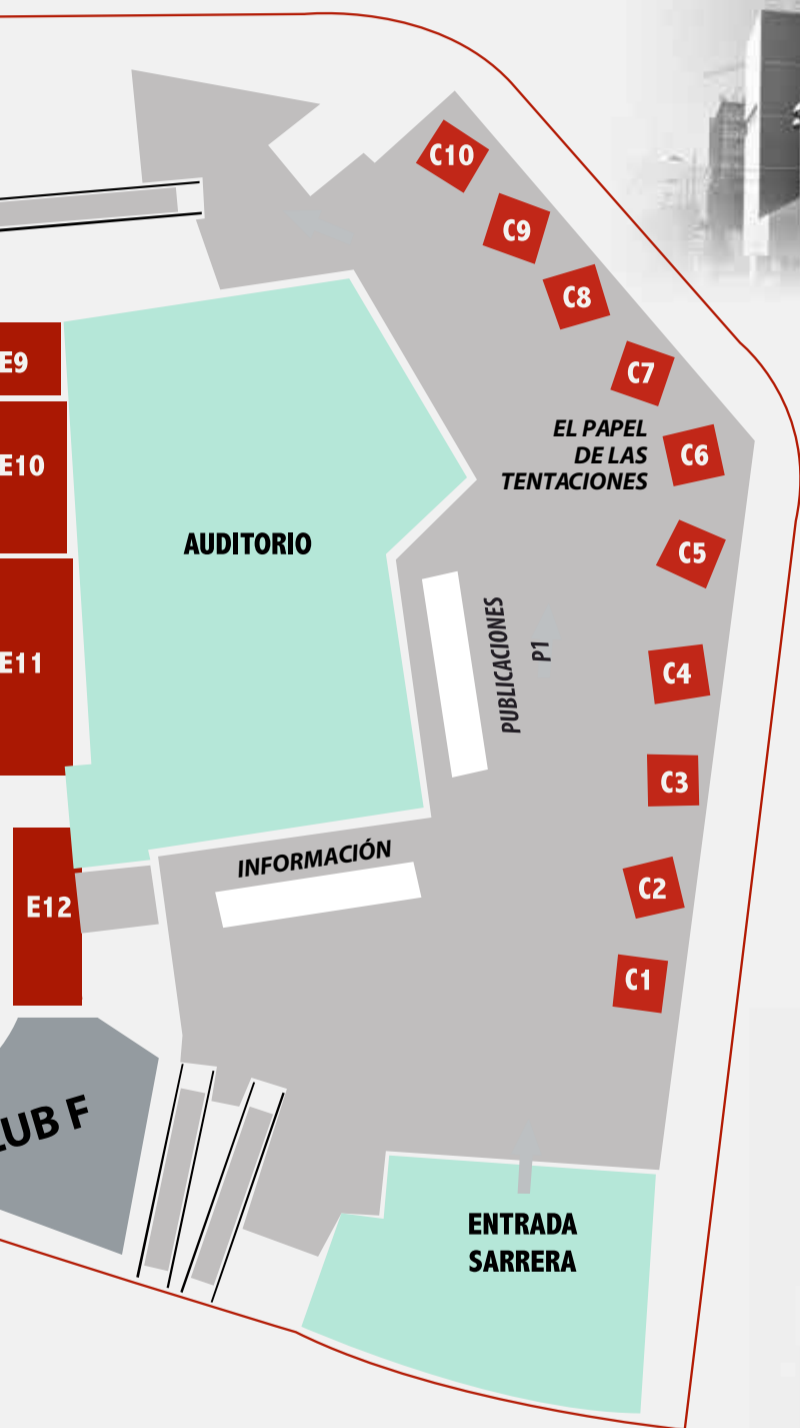 C10
C9
C8
C7
E9
EL PAPEL
DE LAS
TENTACIONES
C6
E10
AUDITORIO
C5
PUBLICACIONES
P1
E11
C4
C3
INFORMACIÓN
C2
E12
C1
UB F
ENTRADA
SARRERA